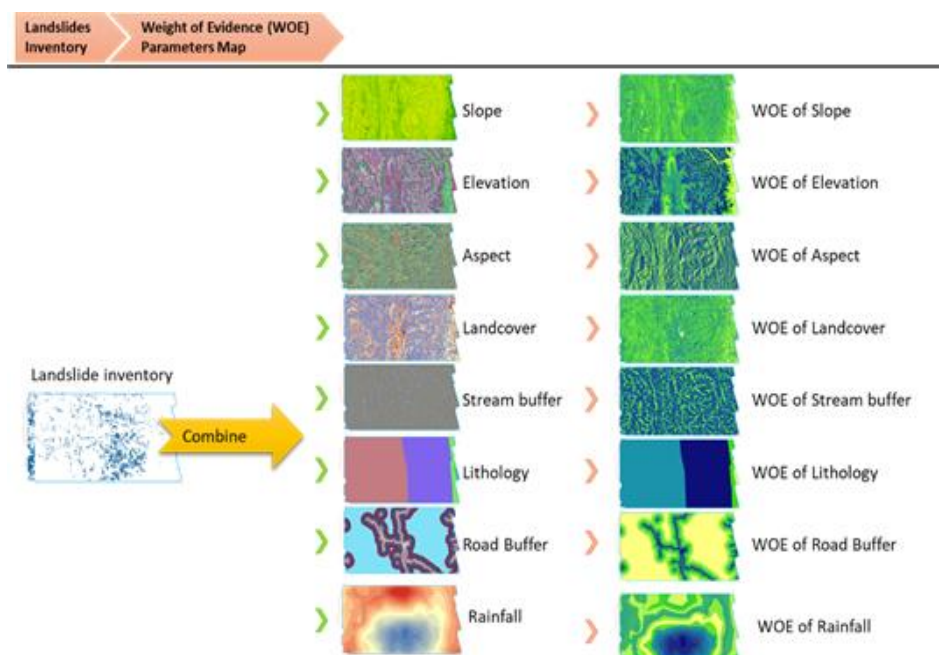 Landslides
Inventory
Weight of Evidence (WOE)
Parameters Map
Slope
WOE of Slope
Elevation
WOE of Elevation
Aspect
WOE of Aspect
Landcover
WOE of Landcover
Landslide inventory
Combine
Stream buffer
WOE of Stream buffer
Lithology
WOE of Lithology
Road Buffer
WOE of Road Buffer
Rainfall
WOE of Rainfall